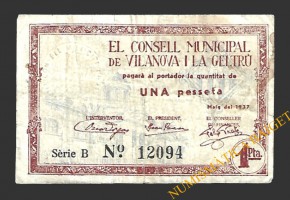 EL CONSELL MUNICIPAL
DE VILANOVA I LA GELTRÚ
pagarà al portador la quantitat de
UNA pesseta
Maig del 1937
L'INTERVENTOR, EL PRESIDENT, EL CONSELLER
Sèrie B Nº 12094
1 Pta.